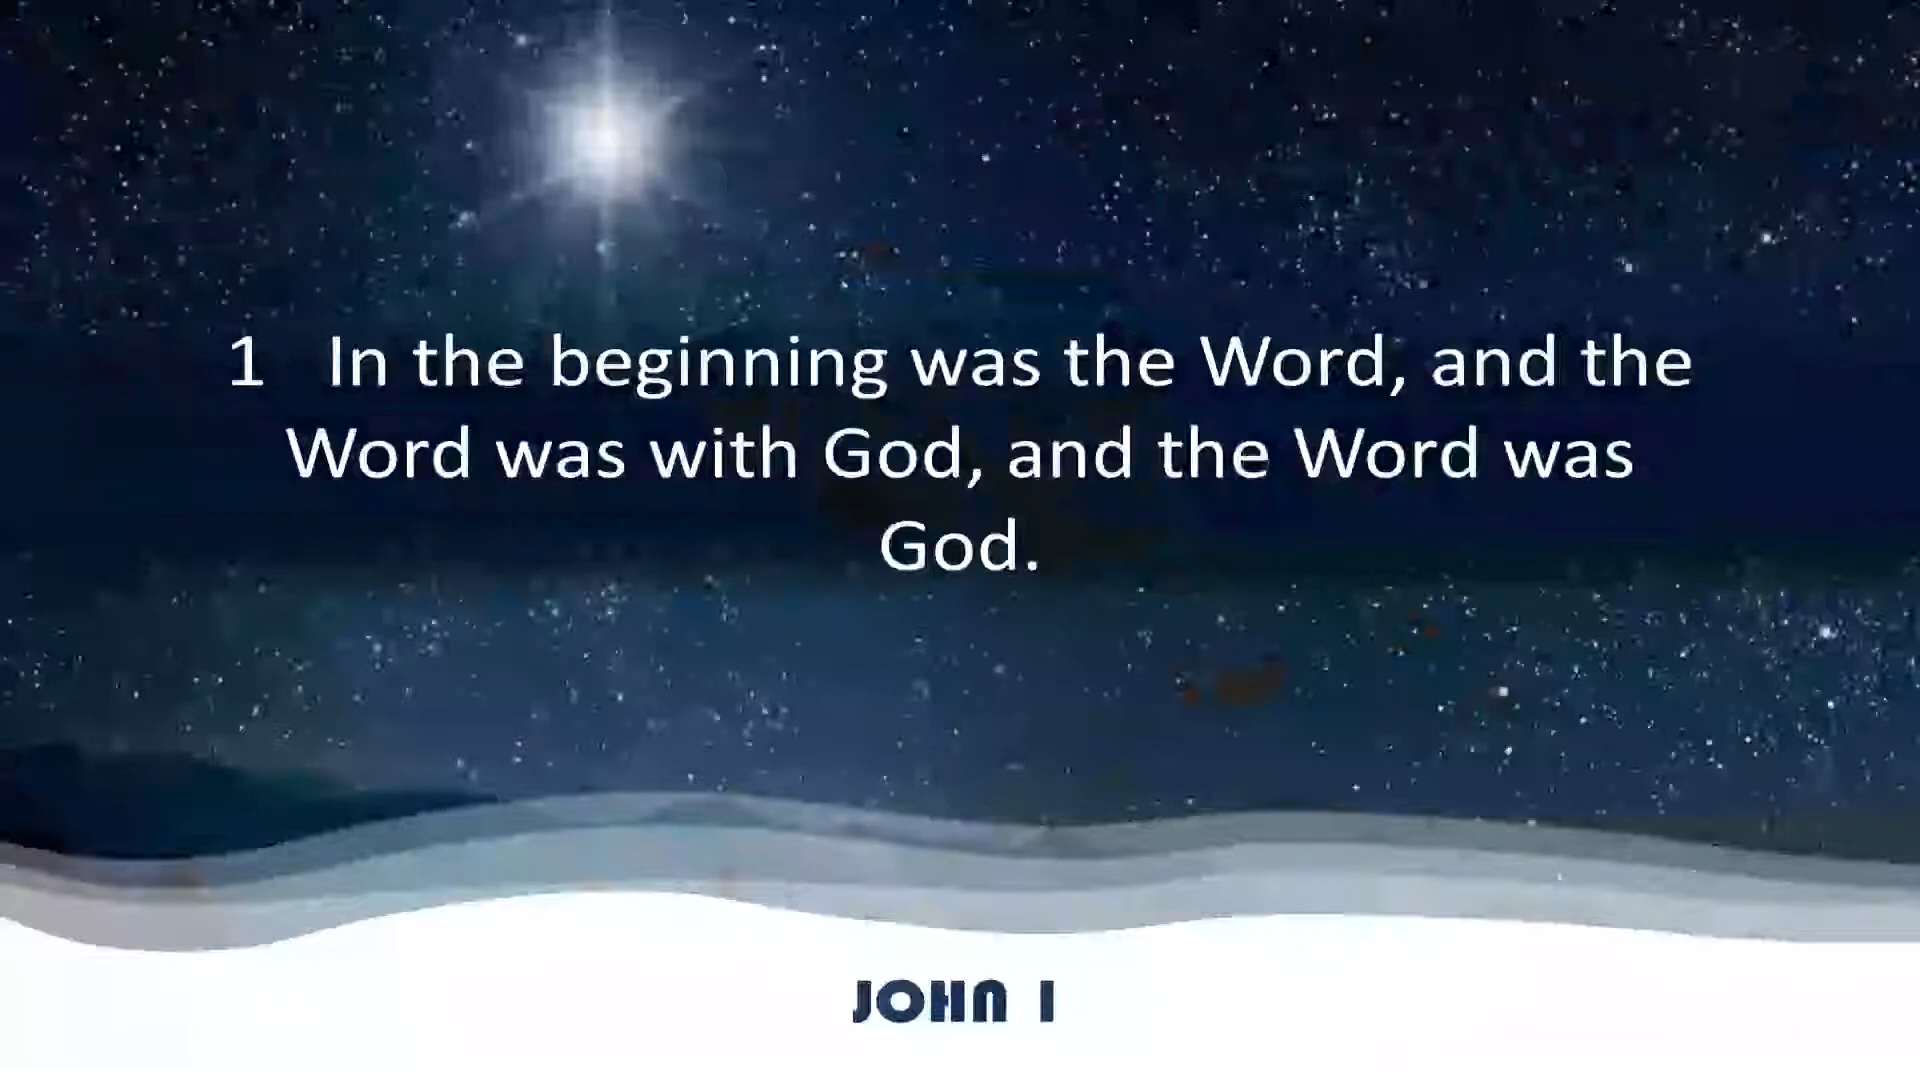 1 In the beginning was the Word, and the
Word was with God, and the Word was
God.
JOHN 1